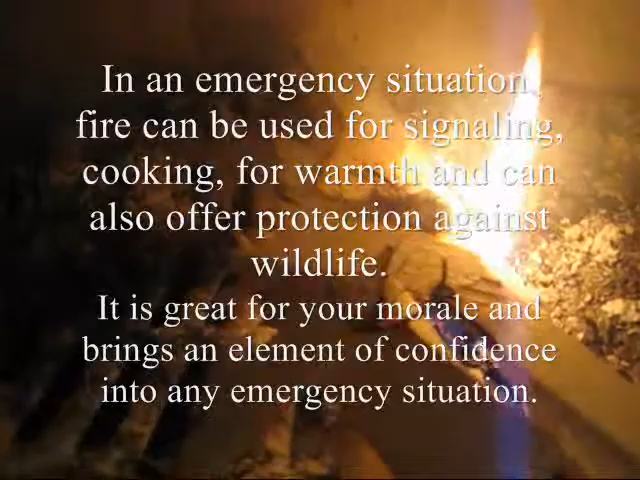 In an emergency situation,
fire can be used for signaling,
cooking, for warmth and can
also offer protection against
wildlife.
It is great for your morale and
brings an element of confidence
into any emergency situation.